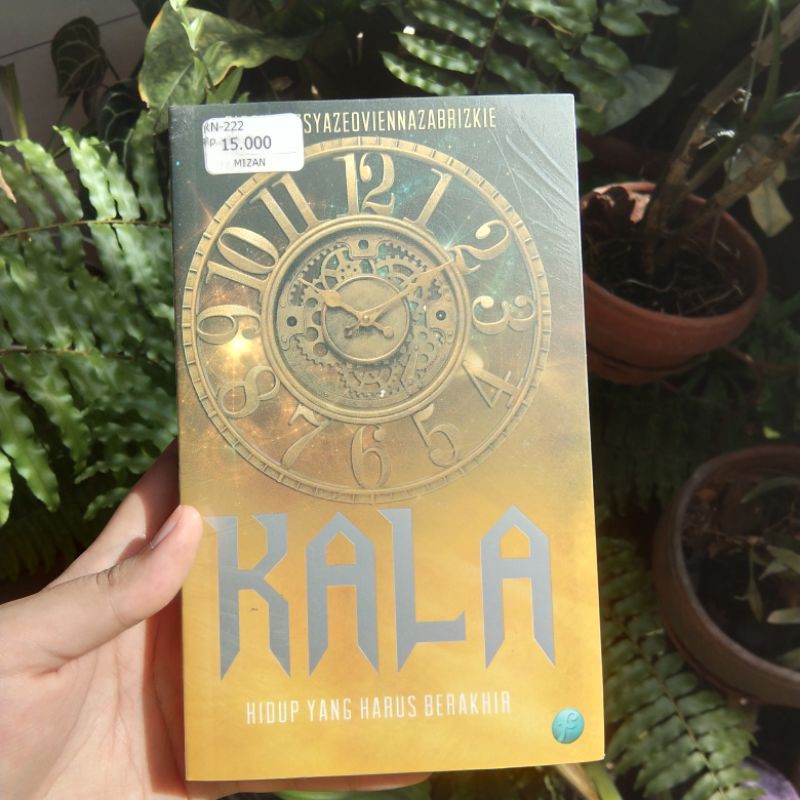 SYAZEOVIENNAZABRIZKIE
RN-222
Rp 15.000
MIZAN
12
1
2
3
4
5
6
7
8
9
10
11
KALA
HIDUP YANG HARUS BERAKHIR